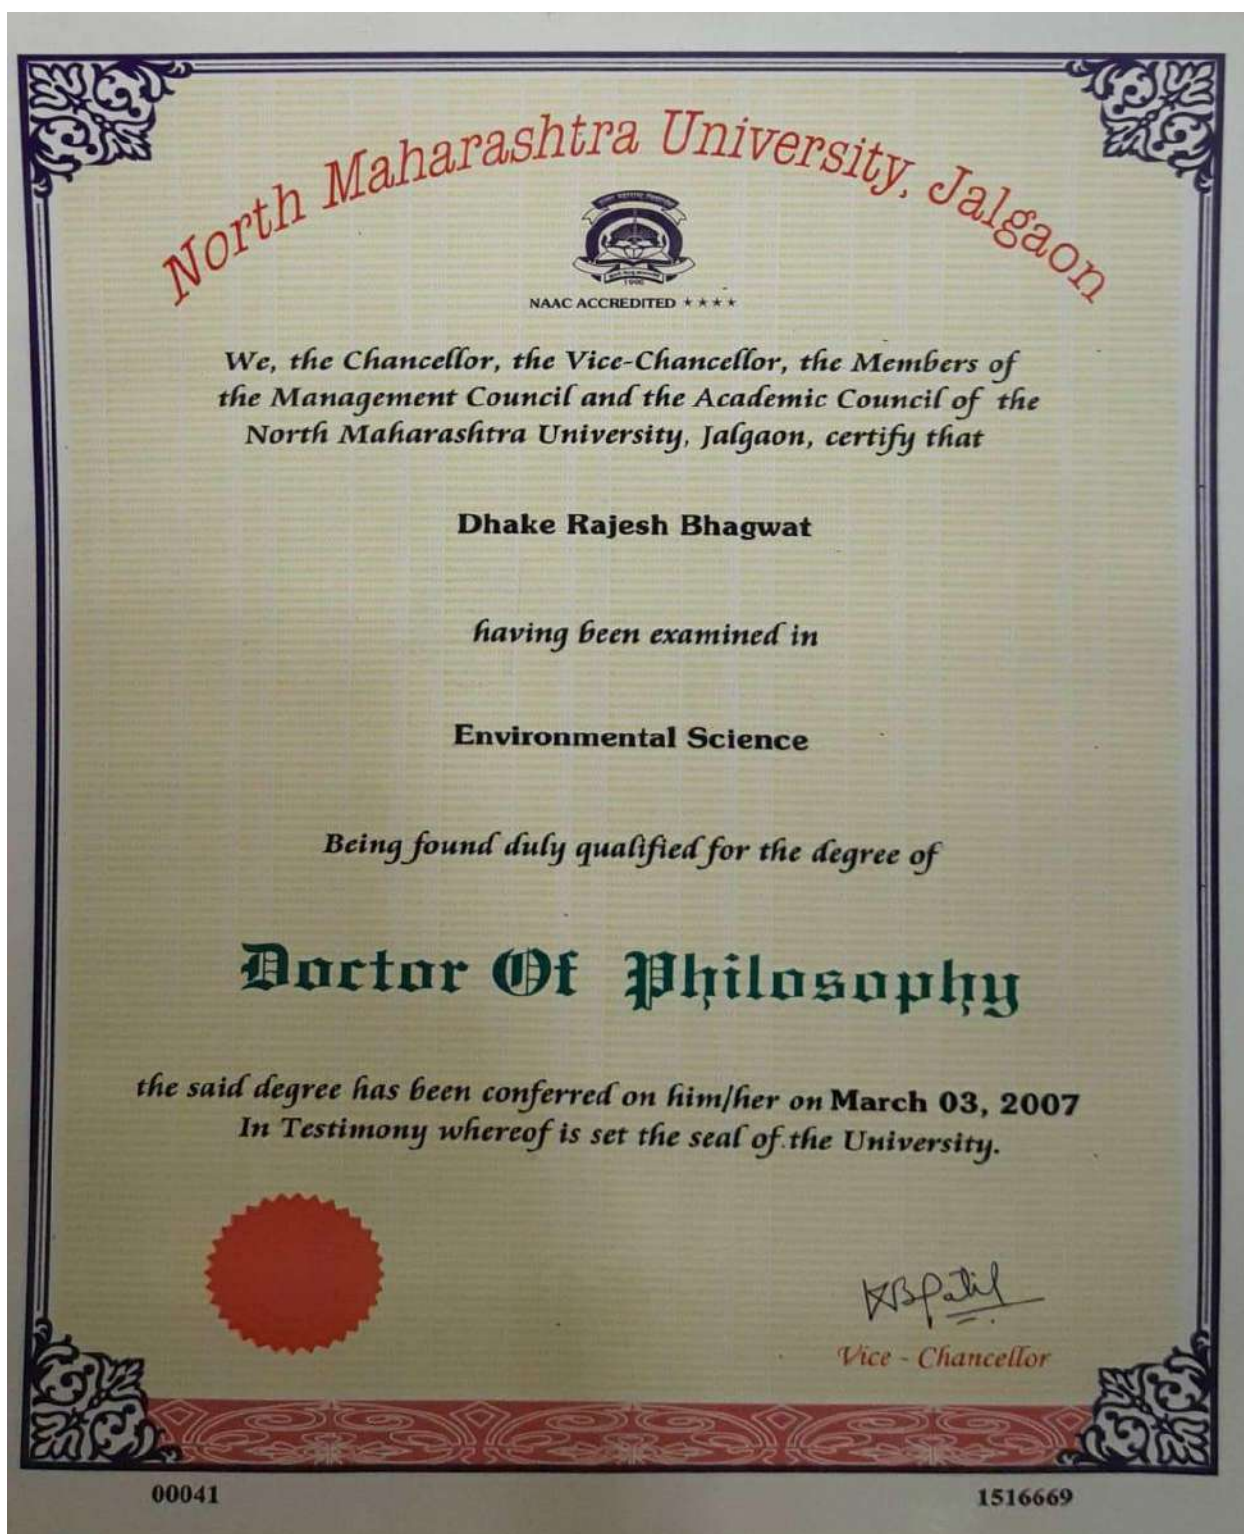 North Maharashtra University, Jalgaon
NAAC ACCREDITED ★★★★
We, the Chancellor, the Vice-Chancellor, the Members of
the Management Council and the Academic Council of the
North Maharashtra University, Jalgaon, certify that
Dhake Rajesh Bhagwat
having been examined in
Environmental Science
Being found duly qualified for the degree of
Doctor Of Philosophy
the said degree has been conferred on him/her on March 03, 2007
In Testimony whereof is set the seal of the University.
KBPatil
Vice - Chancellor
00041 1516669